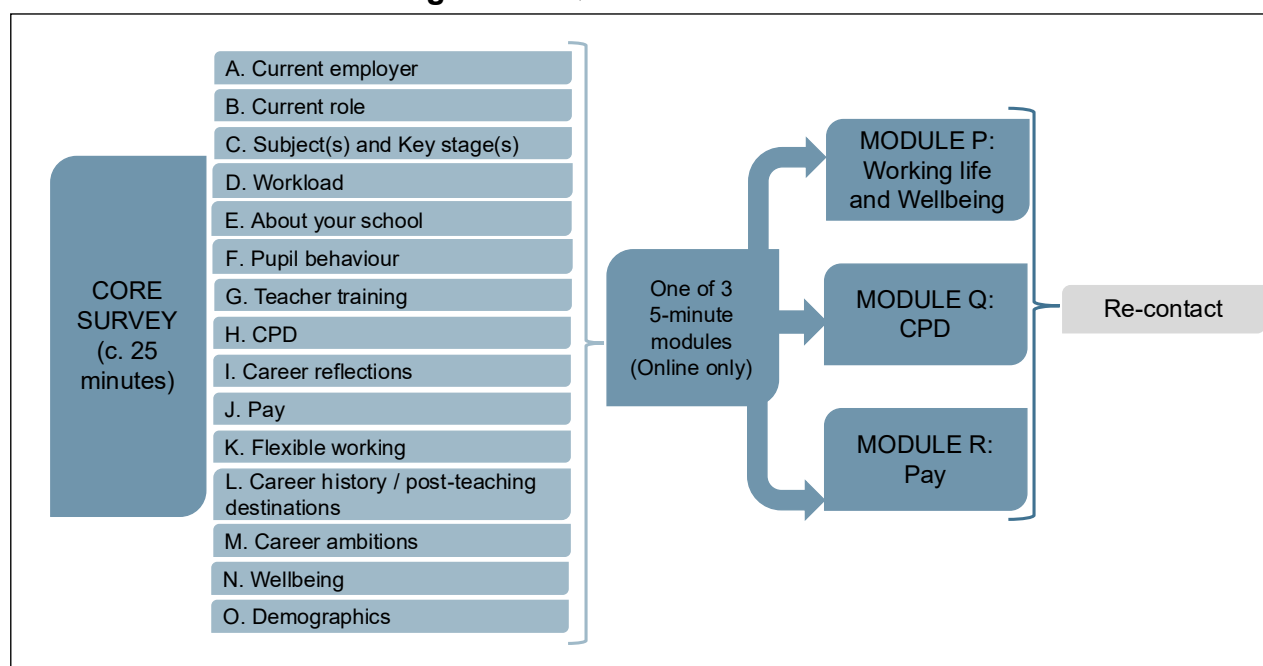 CORE
SURVEY
(c. 25
minutes)
A. Current employer
B. Current role
C. Subject(s) and Key stage(s)
D. Workload
E. About your school
F. Pupil behaviour
G. Teacher training
H. CPD
I. Career reflections
J. Pay
K. Flexible working
L. Career history / post-teaching
destinations
M. Career ambitions
N. Wellbeing
O. Demographics
One of 3
5-minute
modules
(Online only)
MODULE P:
Working life
and Wellbeing
MODULE Q:
CPD
MODULE R:
Pay
Re-contact